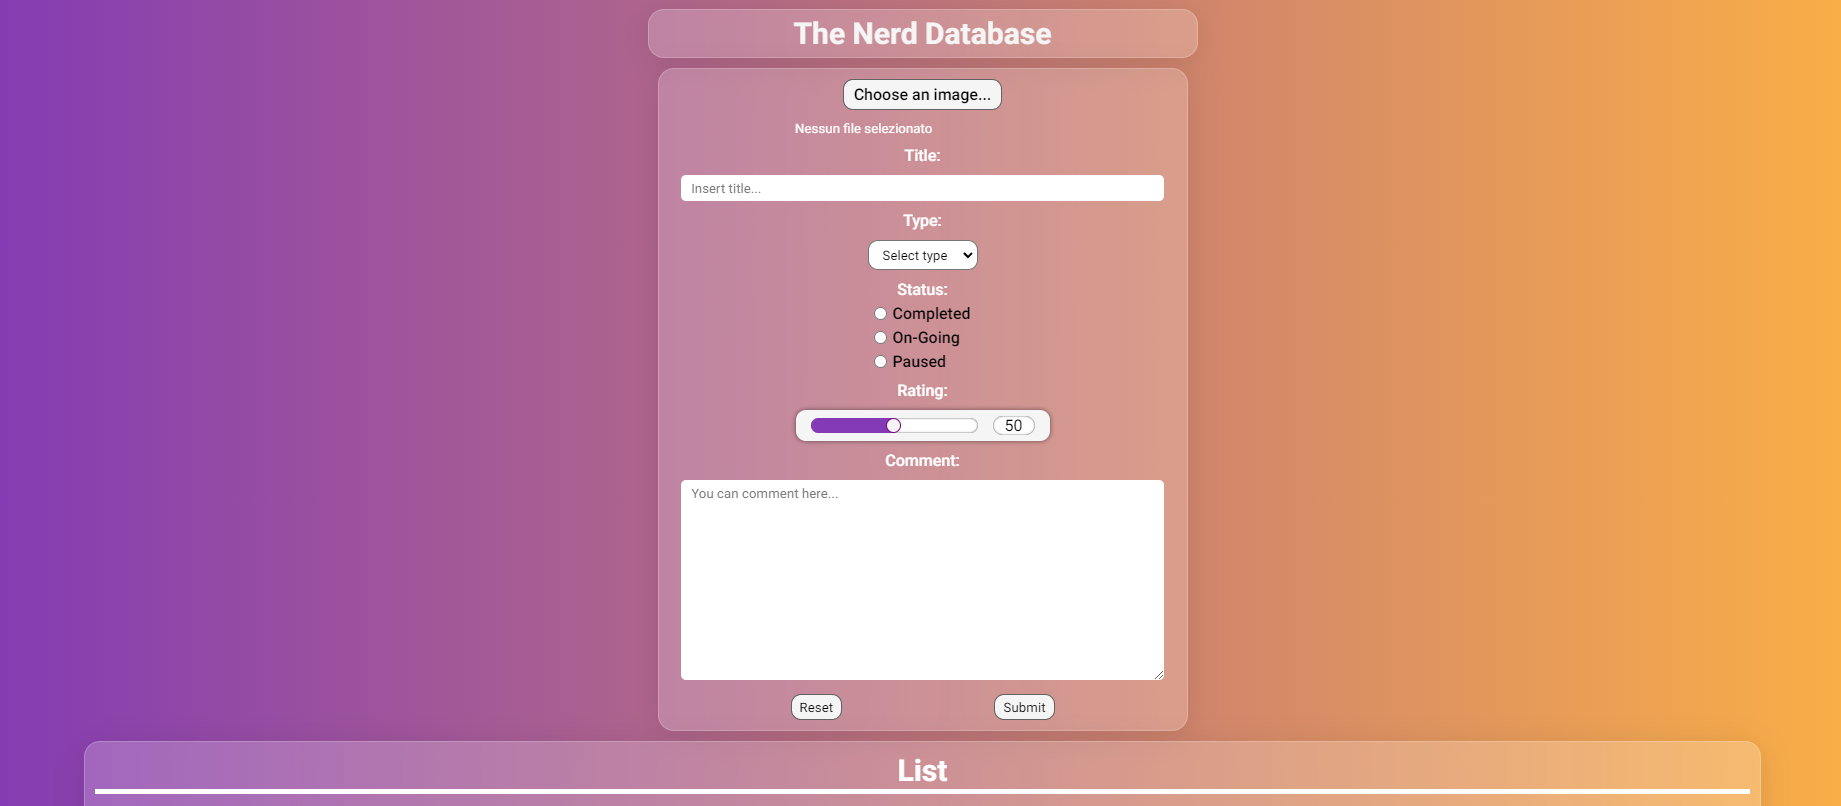 The Nerd Database
Choose an image...
Nessun file selezionato
Title:
Insert title...
Type:
Select type
Status:
Completed
On-Going
Paused
Rating:
50
Comment:
You can comment here...
Reset
Submit
List